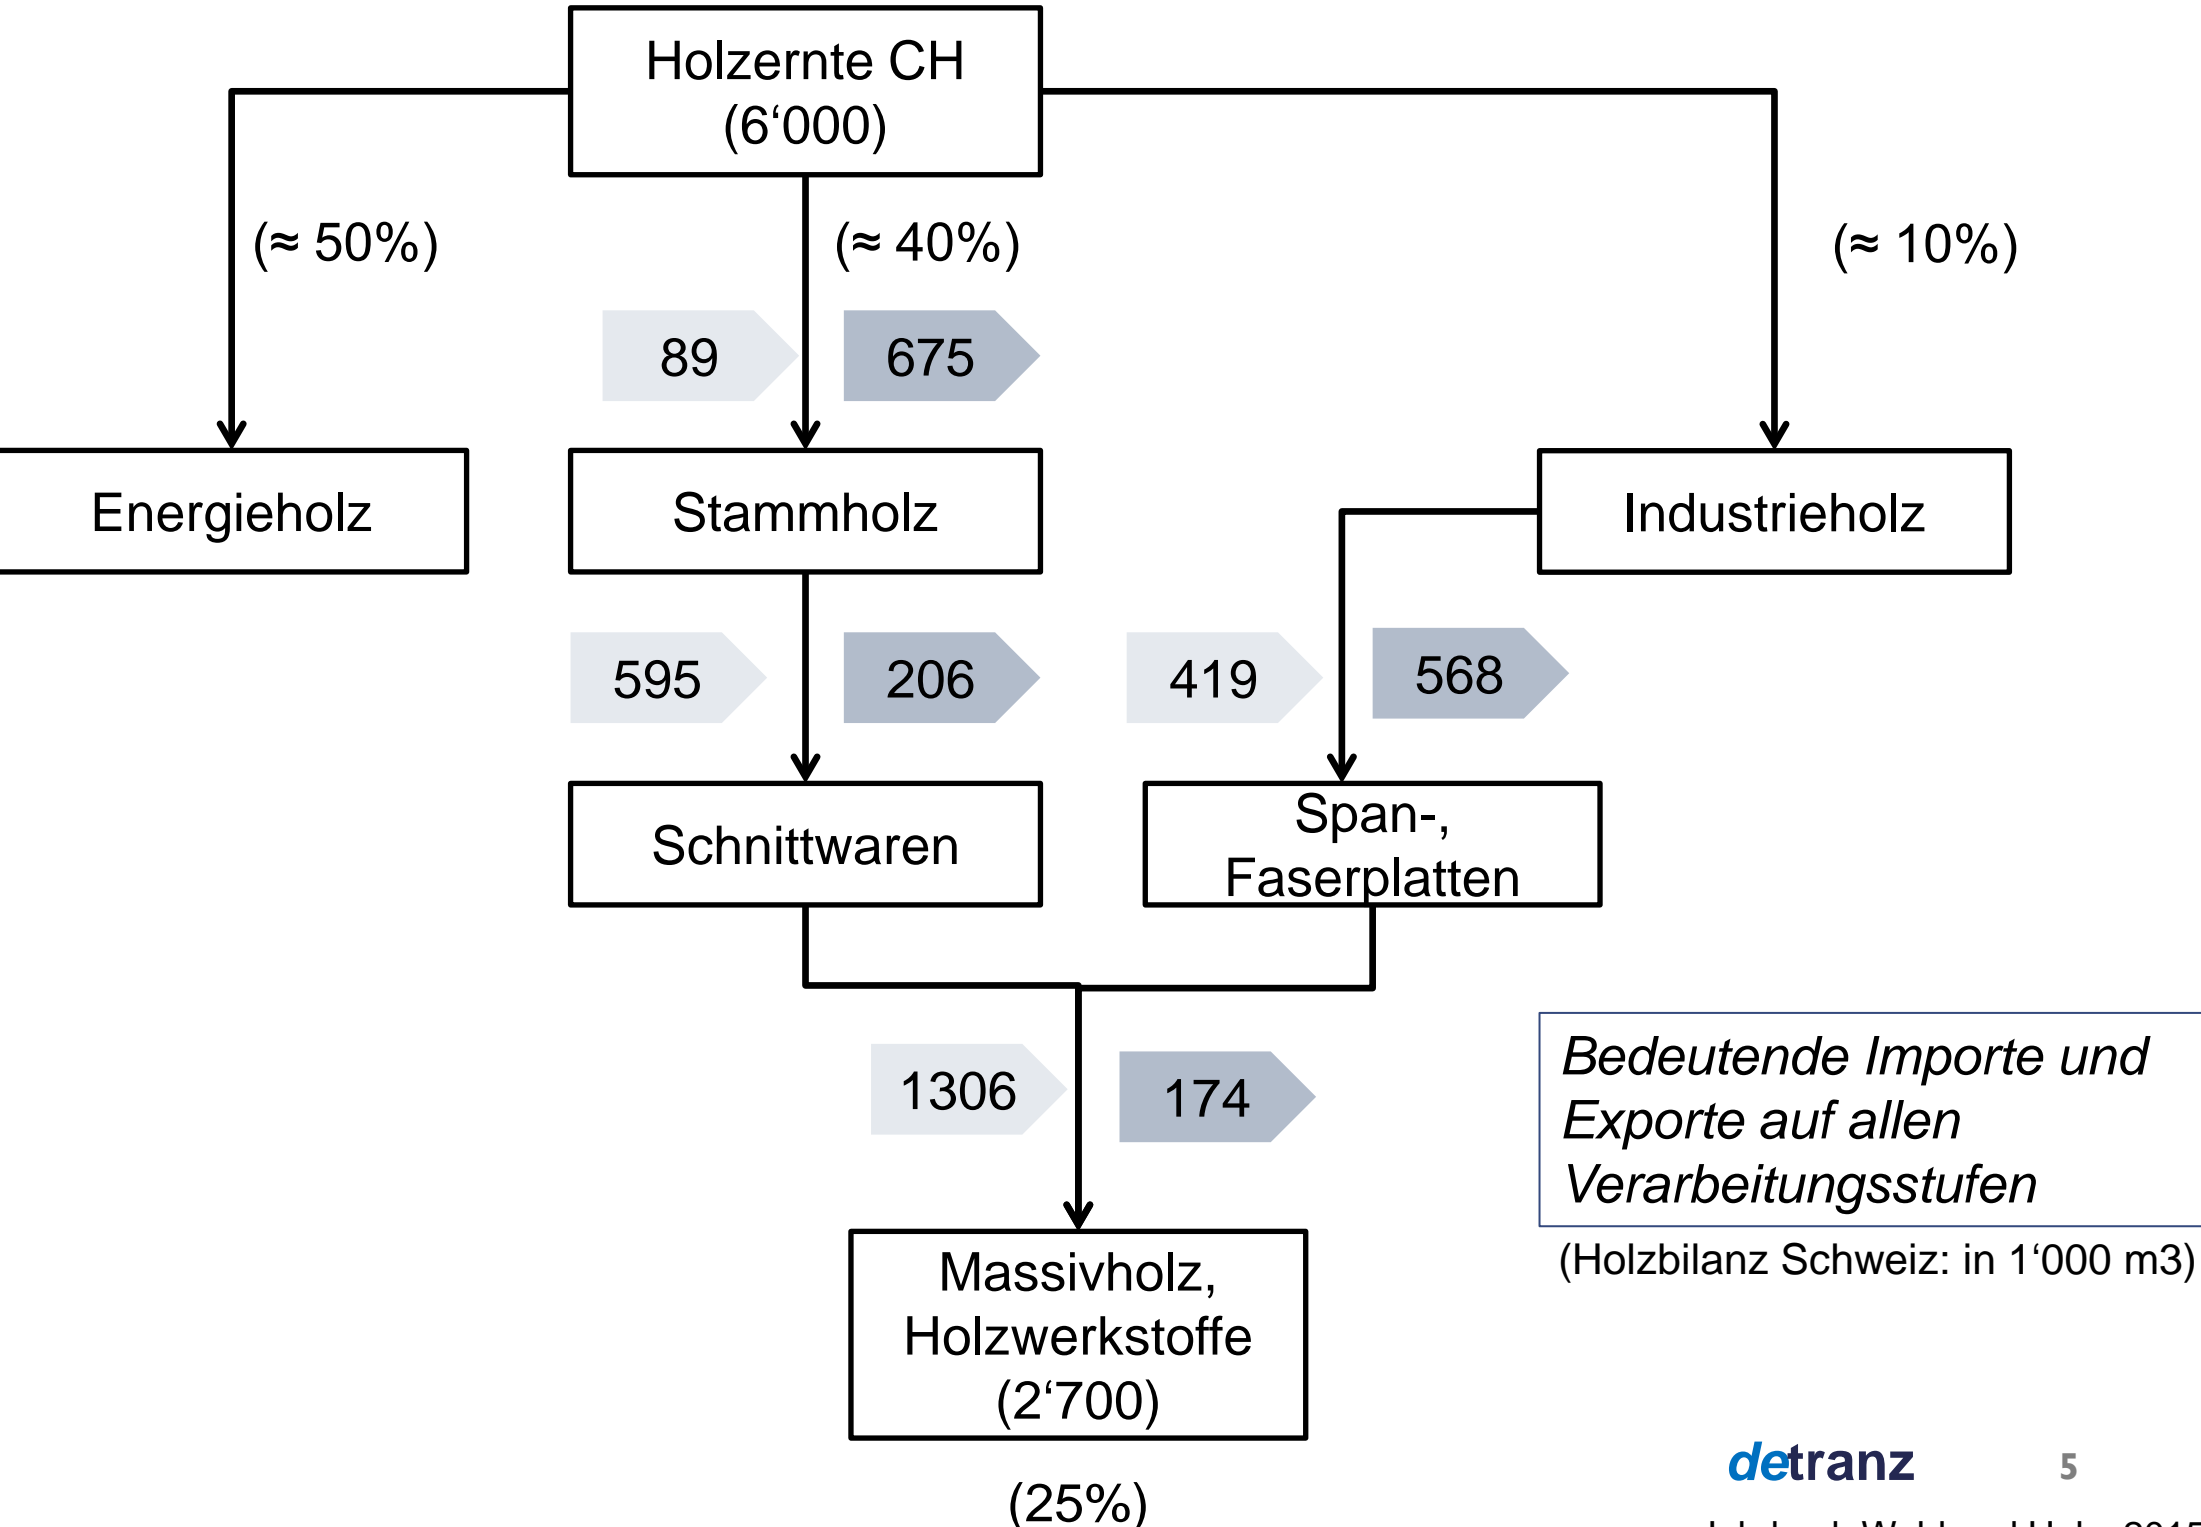 Holzernte CH
(6‘000)
(≈ 50%)
(≈ 40%)
(≈ 10%)
89
675
Energieholz
Stammholz
Industrieholz
595
206
419
568
Schnittwaren
Span-,
Faserplatten
1306
174
Bedeutende Importe und
Exporte auf allen
Verarbeitungsstufen
(Holzbilanz Schweiz: in 1‘000 m3)
Massivholz,
Holzwerkstoffe
(2‘700)
(25%)
detranz
5